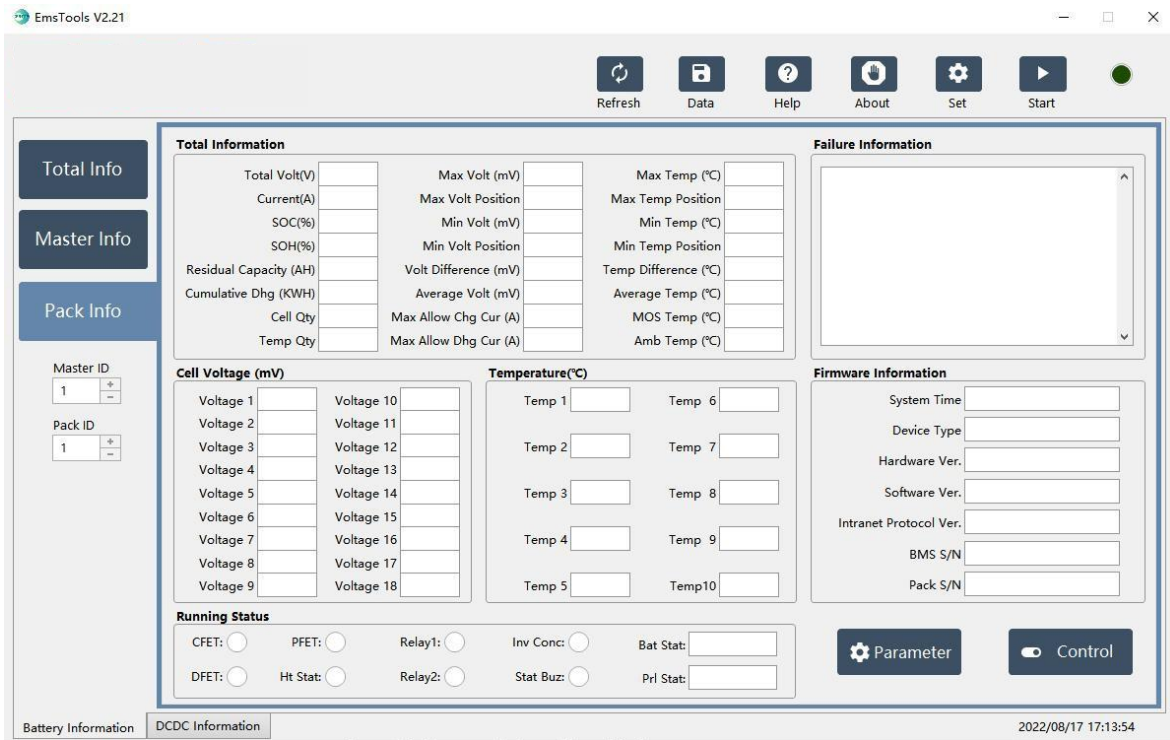 EmsTools V2.21
Refresh Data Help About Set Start
Total Info
Master Info
Pack Info
Master ID
1
Pack ID
1
Total Information
Total Volt(V) Max Volt (mV) Max Temp (℃)
Current(A) Max Volt Position Max Temp Position
SOC(%) Min Volt (mV) Min Temp (℃)
SOH(%) Min Volt Position Min Temp Position
Residual Capacity (AH) Volt Difference (mV) Temp Difference (℃)
Cumulative Dhg (KWH) Average Volt (mV) Average Temp (℃)
Cell Qty Max Allow Chg Cur (A) MOS Temp (℃)
Temp Qty Max Allow Dhg Cur (A) Amb Temp (℃)
Failure Information
Cell Voltage (mV)
Voltage 1 Voltage 10
Voltage 2 Voltage 11
Voltage 3 Voltage 12
Voltage 4 Voltage 13
Voltage 5 Voltage 14
Voltage 6 Voltage 15
Voltage 7 Voltage 16
Voltage 8 Voltage 17
Voltage 9 Voltage 18
Temperature(℃)
Temp 1 Temp 6
Temp 2 Temp 7
Temp 3 Temp 8
Temp 4 Temp 9
Temp 5 Temp10
Firmware Information
System Time
Device Type
Hardware Ver.
Software Ver.
Intranet Protocol Ver.
BMS S/N
Pack S/N
Running Status
CFET: PFET: Relay1: Inv Conc: Bat Stat:
DFET: Ht Stat: Relay2: Stat Buz: Prl Stat:
Parameter Control
Battery Information DCDC Information 2022/08/17 17:13:54